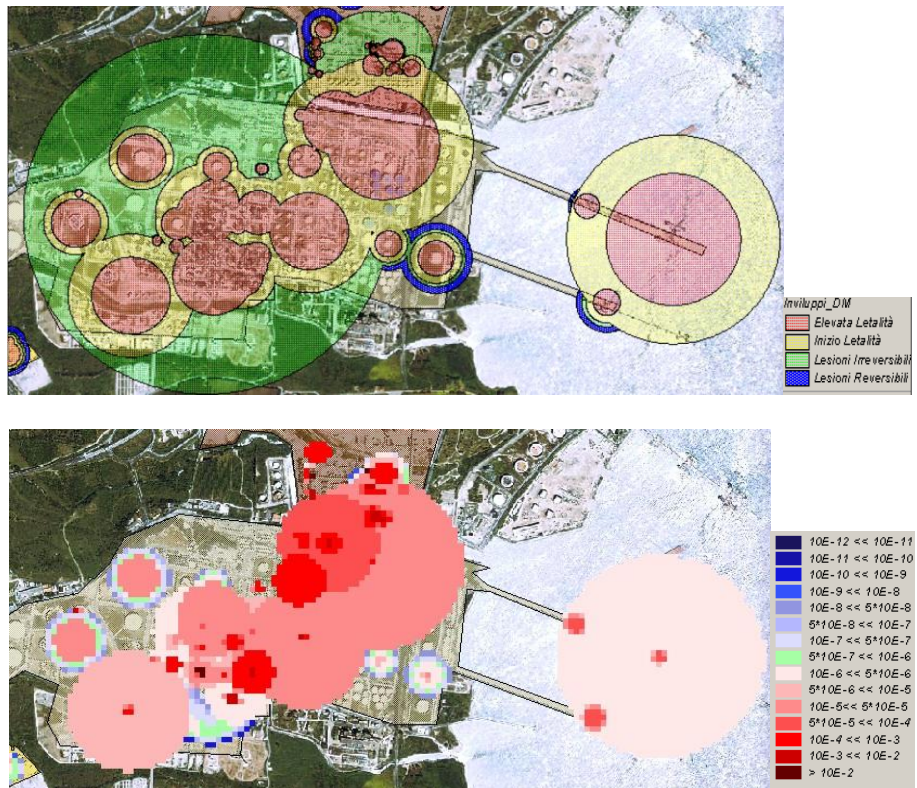 Inviluppi_DM
Elevata Letalità
Inizio Letalità
Lesioni Irreversibili
Lesioni Reversibili
10E-12 << 10E-11
10E-11 << 10E-10
10E-10 << 10E-9
10E-9 << 10E-8
10E-8 << 5*10E-8
5*10E-8 << 10E-7
10E-7 << 5*10E-7
5*10E-7 << 10E-6
10E-6 << 5*10E-6
5*10E-6 << 10E-5
10E-5<< 5*10E-5
5*10E-5 << 10E-4
10E-4 << 10E-3
10E-3 << 10E-2
> 10E-2